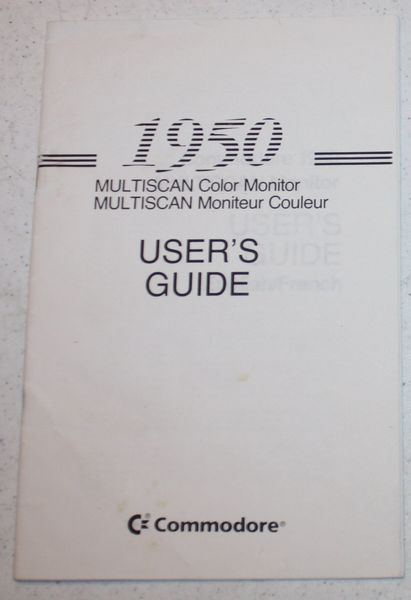 1950
MULTISCAN Color Monitor
MULTISCAN Moniteur Couleur
USER'S
GUIDE
Commodore®